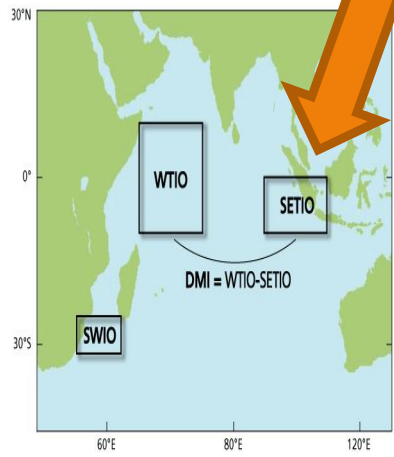 30°N
0°
WTIO
SETIO
DMI = WTIO-SETIO
SWIO
30°S
60°E
80°E
120°E